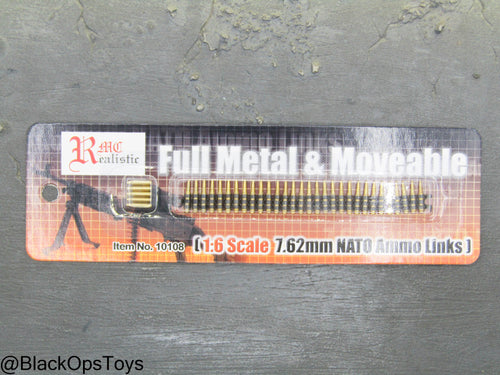 RMC
Realistic
Full Metal & Moveable
Item No. 10108
[ 1:6 Scale 7.62mm NATO Ammo Links ]
@BlackOpsToys